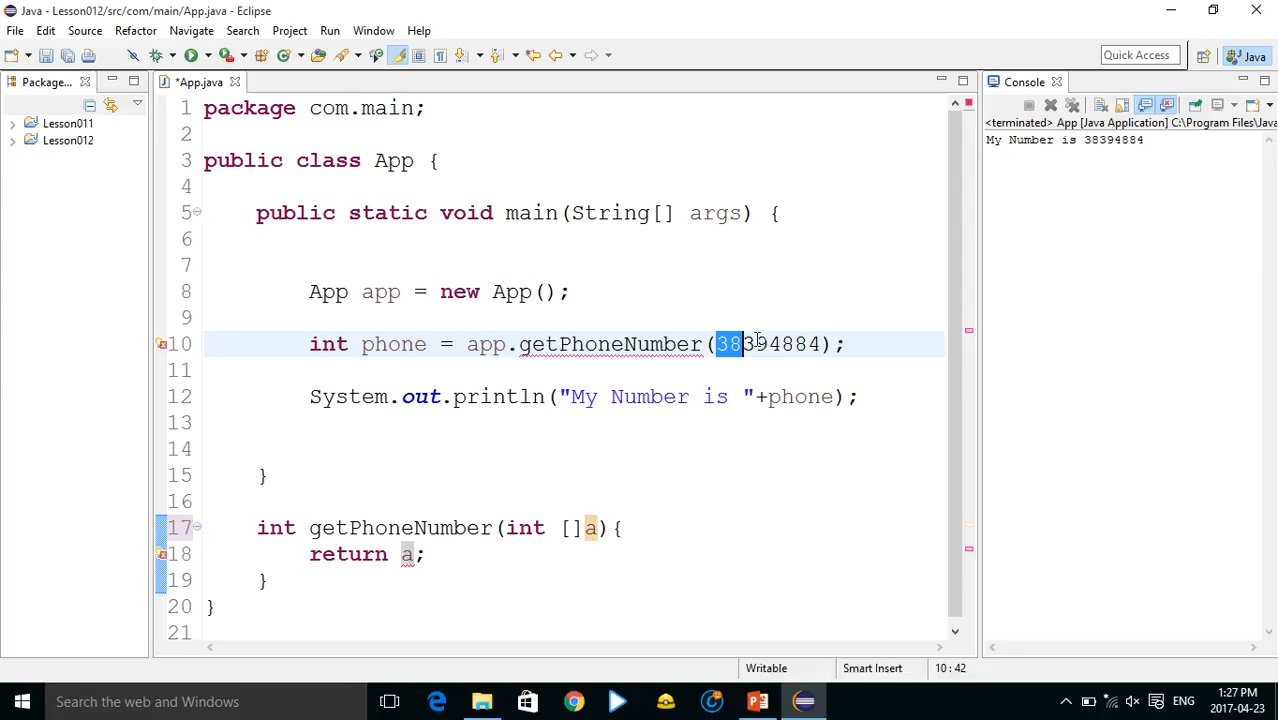 Java - Lesson012/src/com/main/App.java - Eclipse
File Edit Source Refactor Navigate Search Project Run Window Help
Quick Access
Java
Package...
*App.java
Console
Lesson011
Lesson012
1 package com.main;
2
3 public class App {
4
5 public static void main(String[] args) {
6
7
8 App app = new App();
9
10 int phone = app.getPhoneNumber(38394884);
11
12 System.out.println("My Number is "+phone);
13
14
15 }
16
17 int getPhoneNumber(int []a){
18 return a;
19 }
20 }
21
<terminated> App [Java Application] C:\Program Files\Java
My Number is 38394884
Writable
Smart Insert
10 : 42
Search the web and Windows
ENG
1:27 PM
2017-04-23